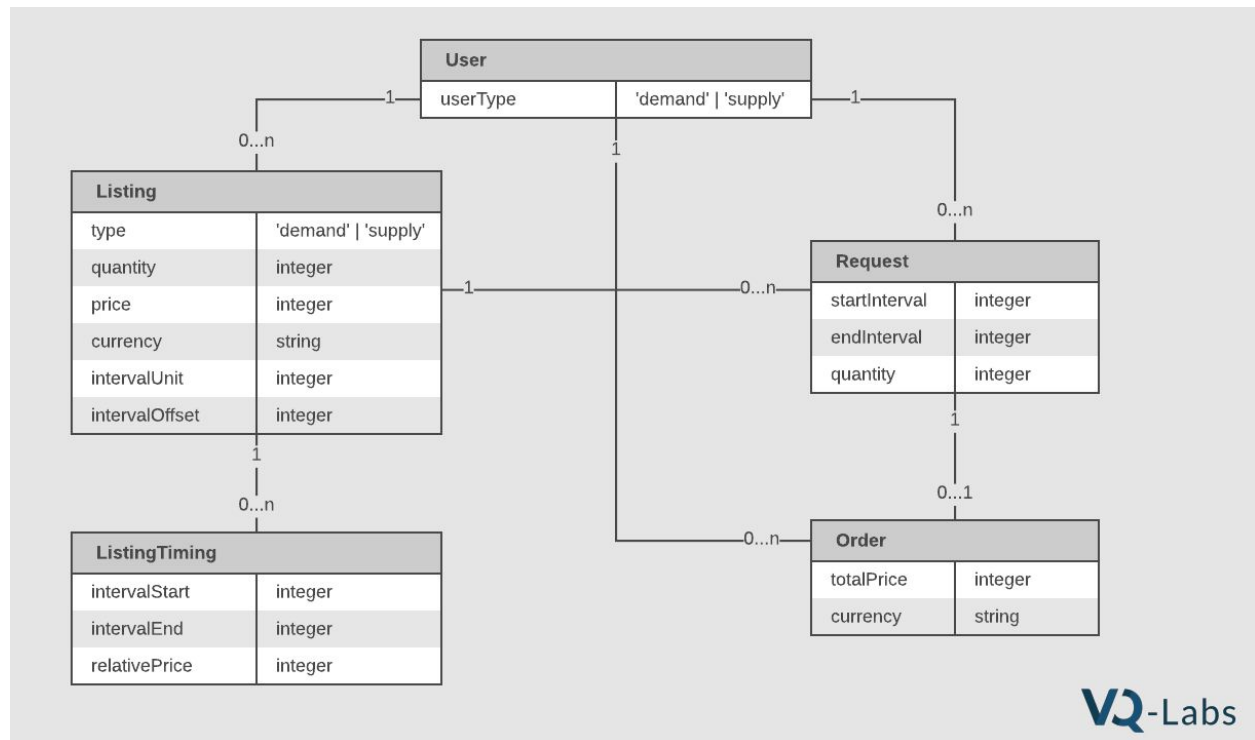 User
userType 'demand' | 'supply'
1
1
1
0...n
0...n
Listing
type 'demand' | 'supply'
quantity integer
price integer
currency string
intervalUnit integer
intervalOffset integer
1
0...n
Request
startInterval integer
endInterval integer
quantity integer
1
0...n
1
0...1
0...n
ListingTiming
intervalStart integer
intervalEnd integer
relativePrice integer
Order
totalPrice integer
currency string
VQ-Labs